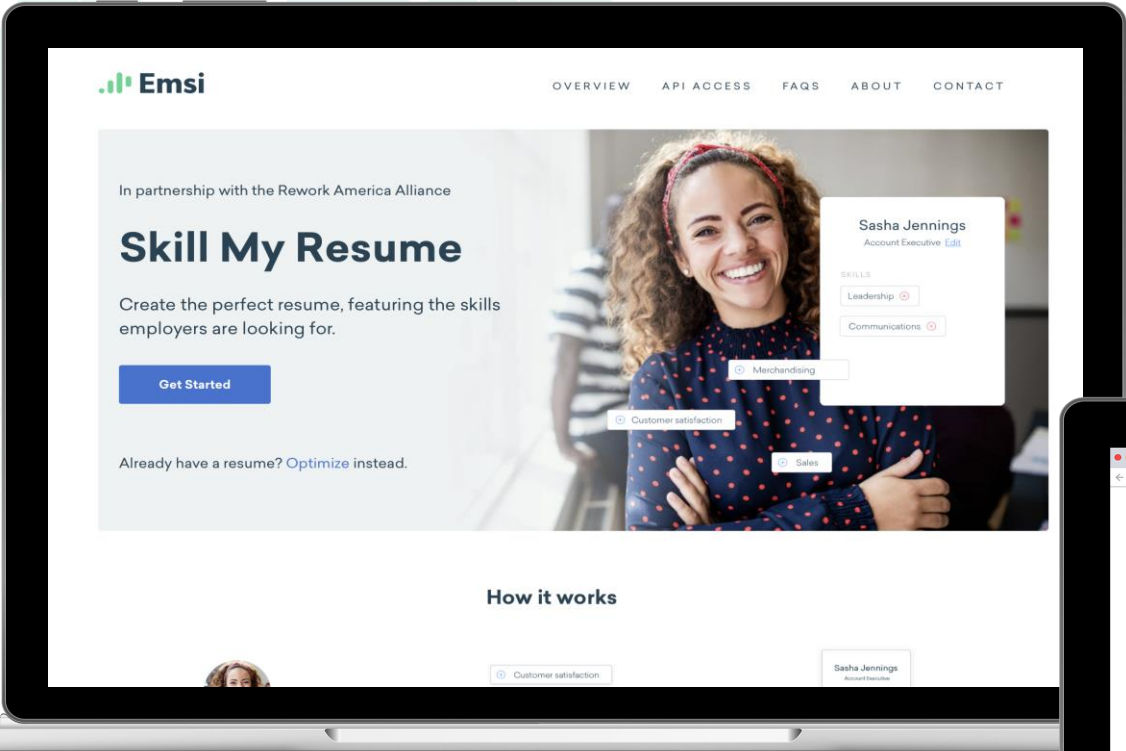 Emsi
OVERVIEW API ACCESS FAQS ABOUT CONTACT
In partnership with the Rework America Alliance
Skill My Resume
Create the perfect resume, featuring the skills
employers are looking for.
Get Started
Already have a resume? Optimize instead.
Sasha Jennings
Account Executive Edit
SKILLS
Leadership
Communications
Merchandising
Customer satisfaction
Sales
How it works
Customer satisfaction
Sasha Jennings
Account Executive